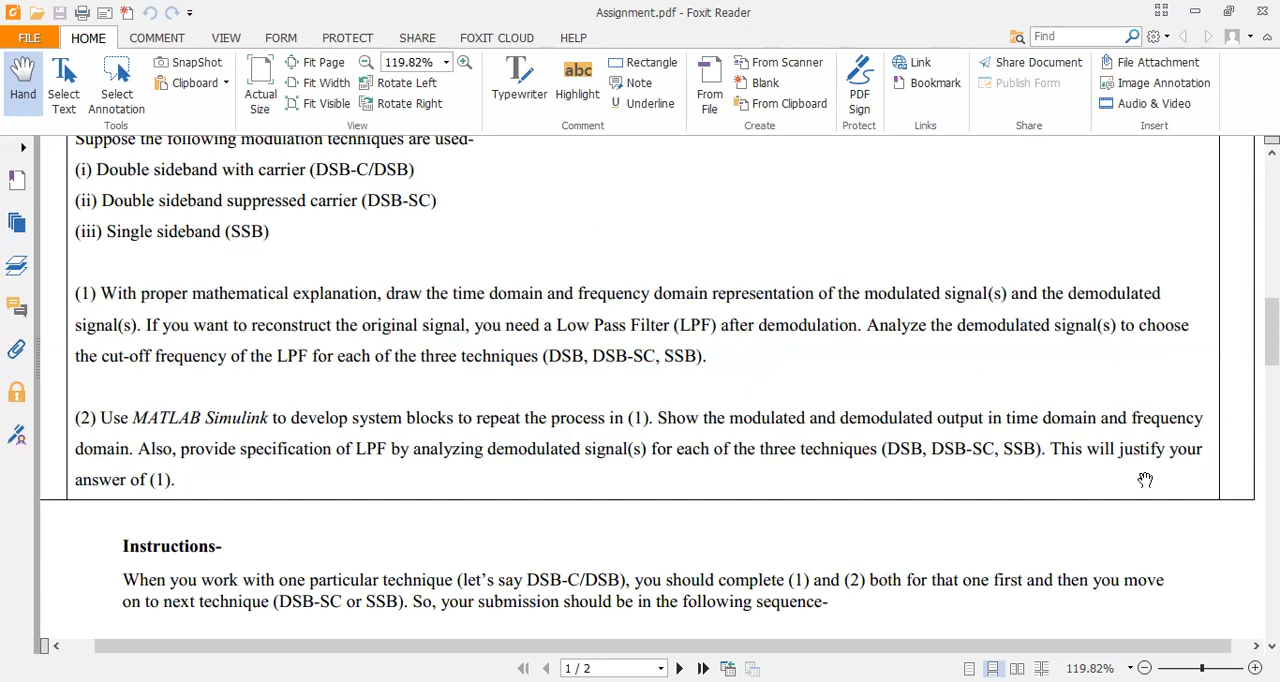 Assignment.pdf - Foxit Reader
FILE HOME COMMENT VIEW FORM PROTECT SHARE FOXIT CLOUD HELP Find
Hand
Select
Text
Select
Annotation
SnapShot
Clipboard
Tools
Actual
Size
Fit Page
Fit Width
Fit Visible
119.82%
Rotate Left
Rotate Right
View
Typewriter
abc
Highlight
Rectangle
Note
U Underline
Comment
From
File
From Scanner
Blank
From Clipboard
Create
PDF
Sign
Protect
Link
Bookmark
Links
Share Document
Publish Form
Share
File Attachment
Image Annotation
Audio & Video
Insert
Suppose the following modulation techniques are used-
(i) Double sideband with carrier (DSB-C/DSB)
(ii) Double sideband suppressed carrier (DSB-SC)
(iii) Single sideband (SSB)
(1) With proper mathematical explanation, draw the time domain and frequency domain representation of the modulated signal(s) and the demodulated
signal(s). If you want to reconstruct the original signal, you need a Low Pass Filter (LPF) after demodulation. Analyze the demodulated signal(s) to choose
the cut-off frequency of the LPF for each of the three techniques (DSB, DSB-SC, SSB).
(2) Use MATLAB Simulink to develop system blocks to repeat the process in (1). Show the modulated and demodulated output in time domain and frequency
domain. Also, provide specification of LPF by analyzing demodulated signal(s) for each of the three techniques (DSB, DSB-SC, SSB). This will justify your
answer of (1).
Instructions-
When you work with one particular technique (let's say DSB-C/DSB), you should complete (1) and (2) both for that one first and then you move
on to next technique (DSB-SC or SSB). So, your submission should be in the following sequence-
1 / 2
119.82%